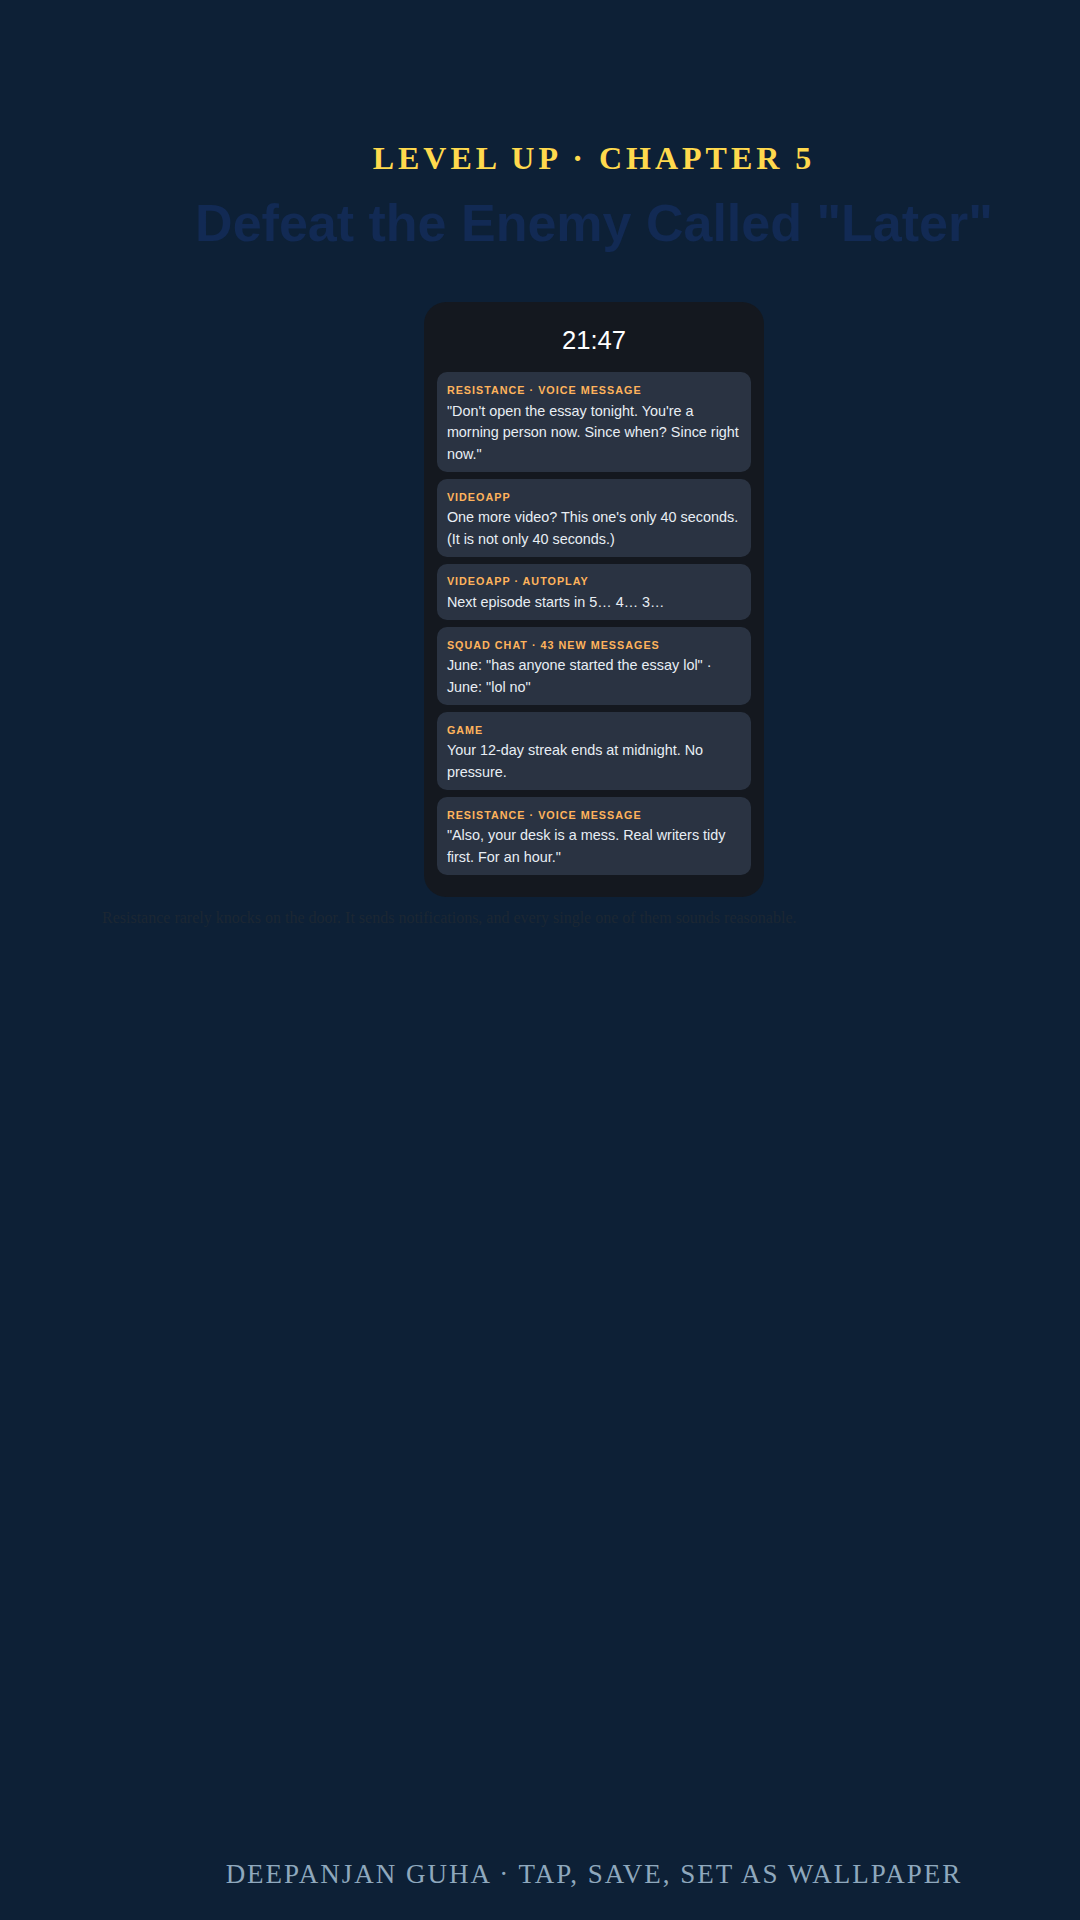 LEVEL UP · CHAPTER 5
Defeat the Enemy Called "Later"
21:47
RESISTANCE · VOICE MESSAGE
"Don't open the essay tonight. You're a
morning person now. Since when? Since right
now."
VIDEOAPP
One more video? This one's only 40 seconds.
(It is not only 40 seconds.)
VIDEOAPP · AUTOPLAY
Next episode starts in 5… 4… 3…
SQUAD CHAT · 43 NEW MESSAGES
June: "has anyone started the essay lol" ·
June: "lol no"
GAME
Your 12-day streak ends at midnight. No
pressure.
RESISTANCE · VOICE MESSAGE
"Also, your desk is a mess. Real writers tidy
first. For an hour."
Resistance rarely knocks on the door. It sends notifications, and every single one of them sounds reasonable.
DEEPANJAN GUHA · TAP, SAVE, SET AS WALLPAPER